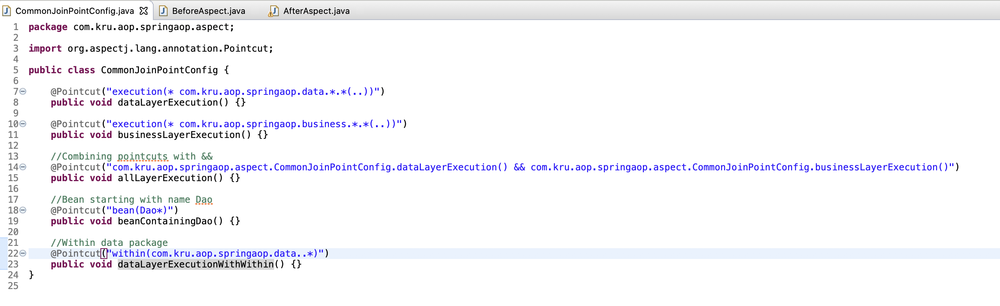 CommonJoinPointConfig.java BeforeAspect.java AfterAspect.java
1 package com.kru.aop.springaop.aspect;
2
3 import org.aspectj.lang.annotation.Pointcut;
4
5 public class CommonJoinPointConfig {
6
7 @Pointcut("execution(* com.kru.aop.springaop.data.*.*(..))")
8 public void dataLayerExecution() {}
9
10 @Pointcut("execution(* com.kru.aop.springaop.business.*.*(..))")
11 public void businessLayerExecution() {}
12
13 //Combining pointcuts with &&
14 @Pointcut("com.kru.aop.springaop.aspect.CommonJoinPointConfig.dataLayerExecution() && com.kru.aop.springaop.aspect.CommonJoinPointConfig.businessLayerExecution()")
15 public void allLayerExecution() {}
16
17 //Bean starting with name Dao
18 @Pointcut("bean(Dao*)")
19 public void beanContainingDao() {}
20
21 //Within data package
22 @Pointcut("within(com.kru.aop.springaop.data..*)")
23 public void dataLayerExecutionWithWithin() {}
24 }
25